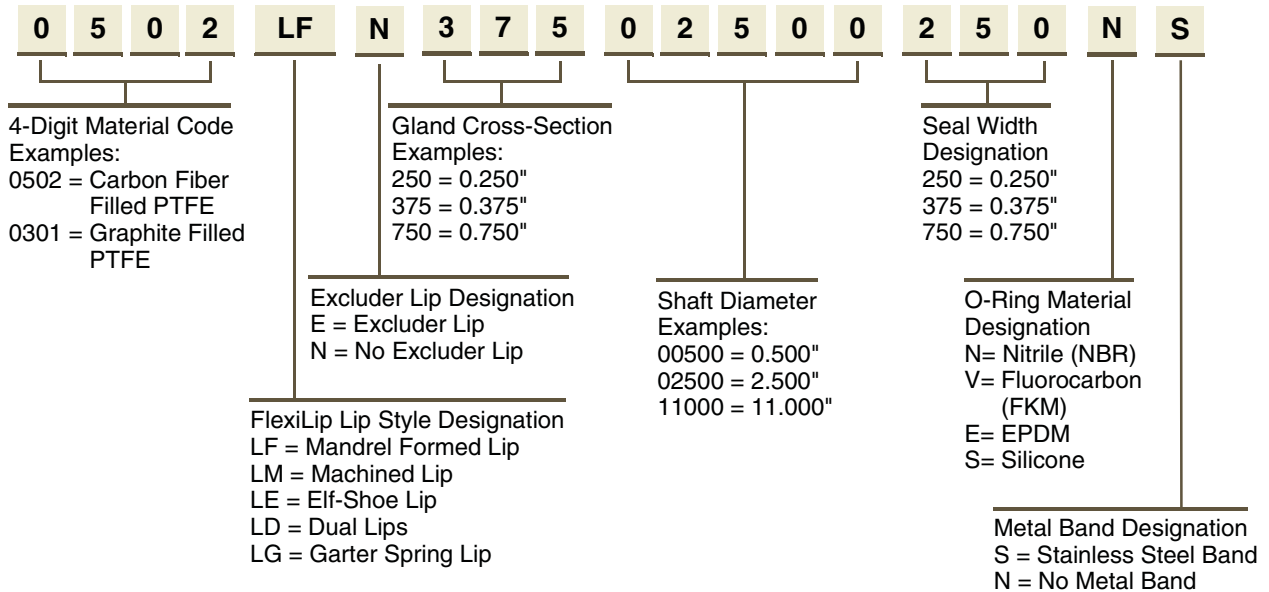 0 5 0 2 LF N 3 7 5 0 2 5 0 0 2 5 0 N S
4-Digit Material Code
Examples:
0502 = Carbon Fiber
Filled PTFE
0301 = Graphite Filled
PTFE
Gland Cross-Section
Examples:
250 = 0.250"
375 = 0.375"
750 = 0.750"
Seal Width
Designation
250 = 0.250"
375 = 0.375"
750 = 0.750"
Excluder Lip Designation
E = Excluder Lip
N = No Excluder Lip
Shaft Diameter
Examples:
00500 = 0.500"
02500 = 2.500"
11000 = 11.000"
O-Ring Material
Designation
N= Nitrile (NBR)
V= Fluorocarbon
(FKM)
E= EPDM
S= Silicone
FlexiLip Lip Style Designation
LF = Mandrel Formed Lip
LM = Machined Lip
LE = Elf-Shoe Lip
LD = Dual Lips
LG = Garter Spring Lip
Metal Band Designation
S = Stainless Steel Band
N = No Metal Band